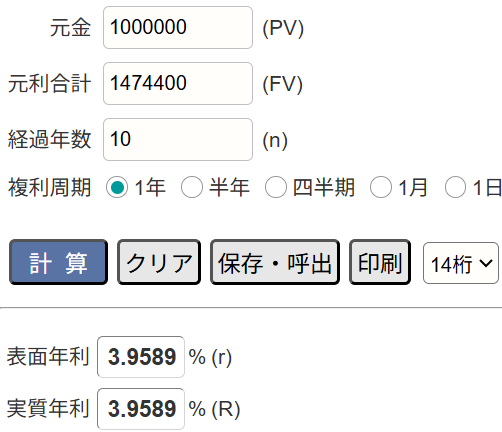 元金 1000000 (PV)
元利合計 1474400 (FV)
経過年数 10 (n)
複利周期 1年 半年 四半期 1月 1日
計 算 クリア 保存・呼出 印刷 14桁
表面年利 3.9589 % (r)
実質年利 3.9589 % (R)